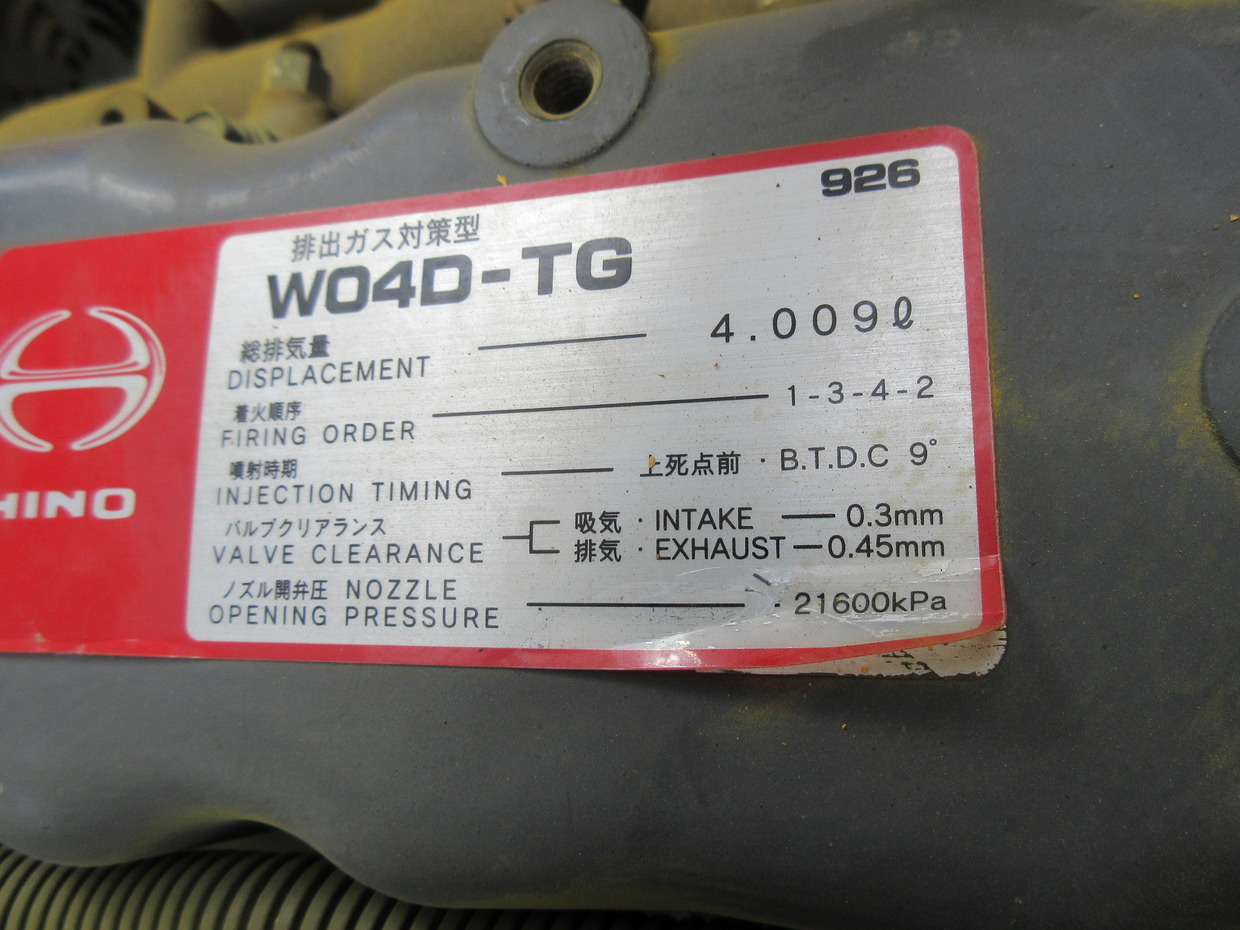 926
排出ガス対策型
W04D-TG
総排気量
DISPLACEMENT 4.009ℓ
着火順序
FIRING ORDER 1-3-4-2
噴射時期
INJECTION TIMING 上死点前・B.T.D.C 9°
バルブクリアランス
VALVE CLEARANCE
吸気・INTAKE 0.3mm
排気・EXHAUST 0.45mm
ノズル開弁圧 NOZZLE
OPENING PRESSURE 21600kPa
HINO